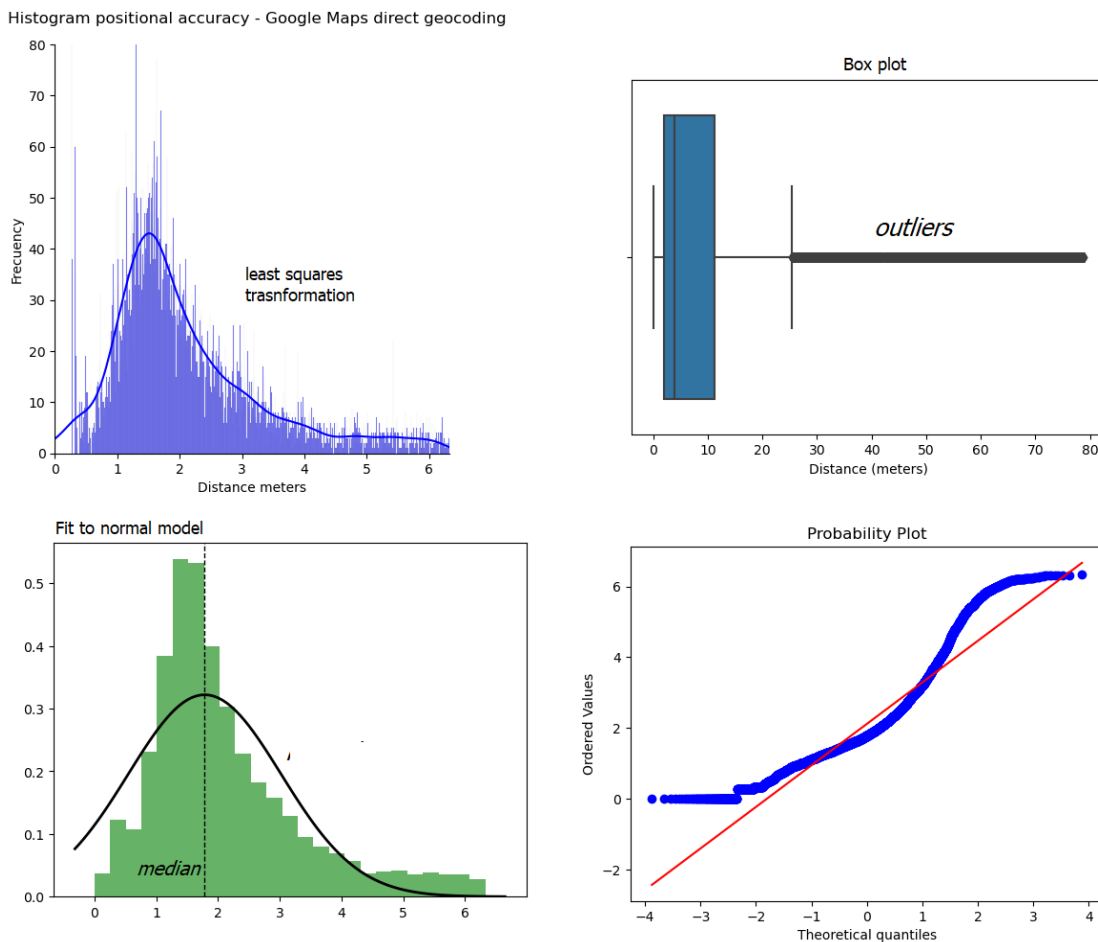 Histogram positional accuracy - Google Maps direct geocoding
80
70
60
50
40
30
20
10
0
Frecuency
least squares
trasnformation
0 1 2 3 4 5 6
Distance meters
Box plot
outliers
0 10 20 30 40 50 60 70 80
Distance (meters)
Fit to normal model
0.5
0.4
0.3
0.2
0.1
0.0
median
0 1 2 3 4 5 6
Probability Plot
6
4
2
0
−2
Ordered Values
−4 −3 −2 −1 0 1 2 3 4
Theoretical quantiles